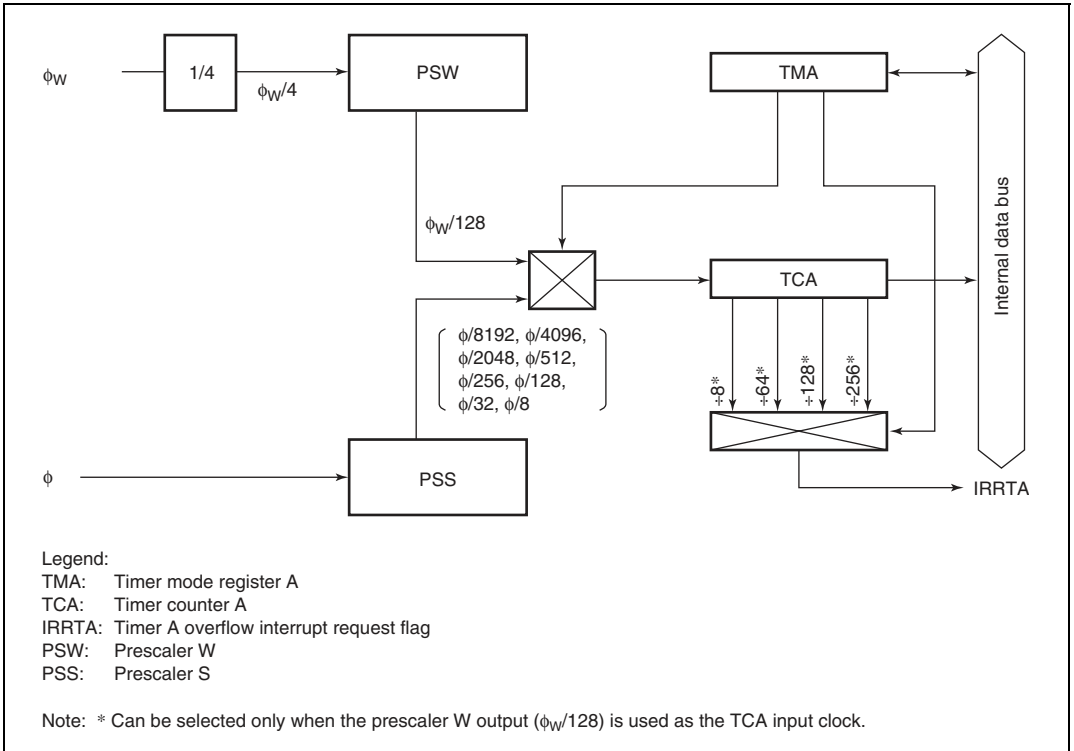 ϕW
1/4
ϕW/4
PSW
TMA
Internal data bus
ϕW/128
TCA
ϕ/8192, ϕ/4096,
ϕ/2048, ϕ/512,
ϕ/256, ϕ/128,
ϕ/32, ϕ/8
÷8*
÷64*
÷128*
÷256*
ϕ
PSS
IRRTA
Legend:
TMA: Timer mode register A
TCA: Timer counter A
IRRTA: Timer A overflow interrupt request flag
PSW: Prescaler W
PSS: Prescaler S
Note: * Can be selected only when the prescaler W output (ϕW/128) is used as the TCA input clock.